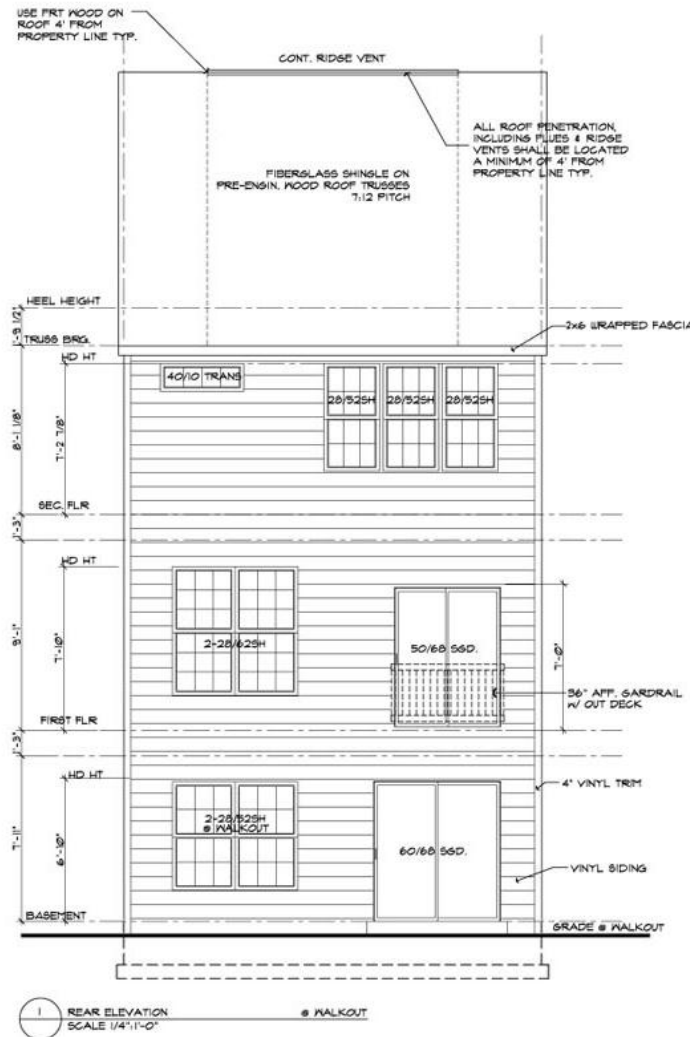 USE FRT WOOD ON
ROOF 4' FROM
PROPERTY LINE TYP.
CONT. RIDGE VENT
ALL ROOF PENETRATION,
INCLUDING FLUES & RIDGE
VENTS SHALL BE LOCATED
A MINIMUM OF 4' FROM
PROPERTY LINE TYP.
FIBERGLASS SHINGLE ON
PRE-ENGIN. WOOD ROOF TRUSSES
7:12 PITCH
HEEL HEIGHT
1'-9 1/2"
TRUSS BRG.
2x6 WRAPPED FASCIA
HD HT
40/10 TRANS
28/52SH
28/52SH
28/52SH
8'-1 1/8"
7'-2 7/8"
SEC. FLR
1'-3"
HD HT
9'-1"
7'-10"
2-28/62SH
50/68 SGD.
7'-0"
36" AFF. GARDRAIL
W/ OUT DECK
FIRST FLR
1'-3"
HD HT
4" VINYL TRIM
7'-11"
6'-10"
2-28/52SH
@ WALKOUT
60/68 SGD.
VINYL SIDING
BASEMENT
GRADE @ WALKOUT
1
REAR ELEVATION @ WALKOUT
SCALE 1/4":1'-0"